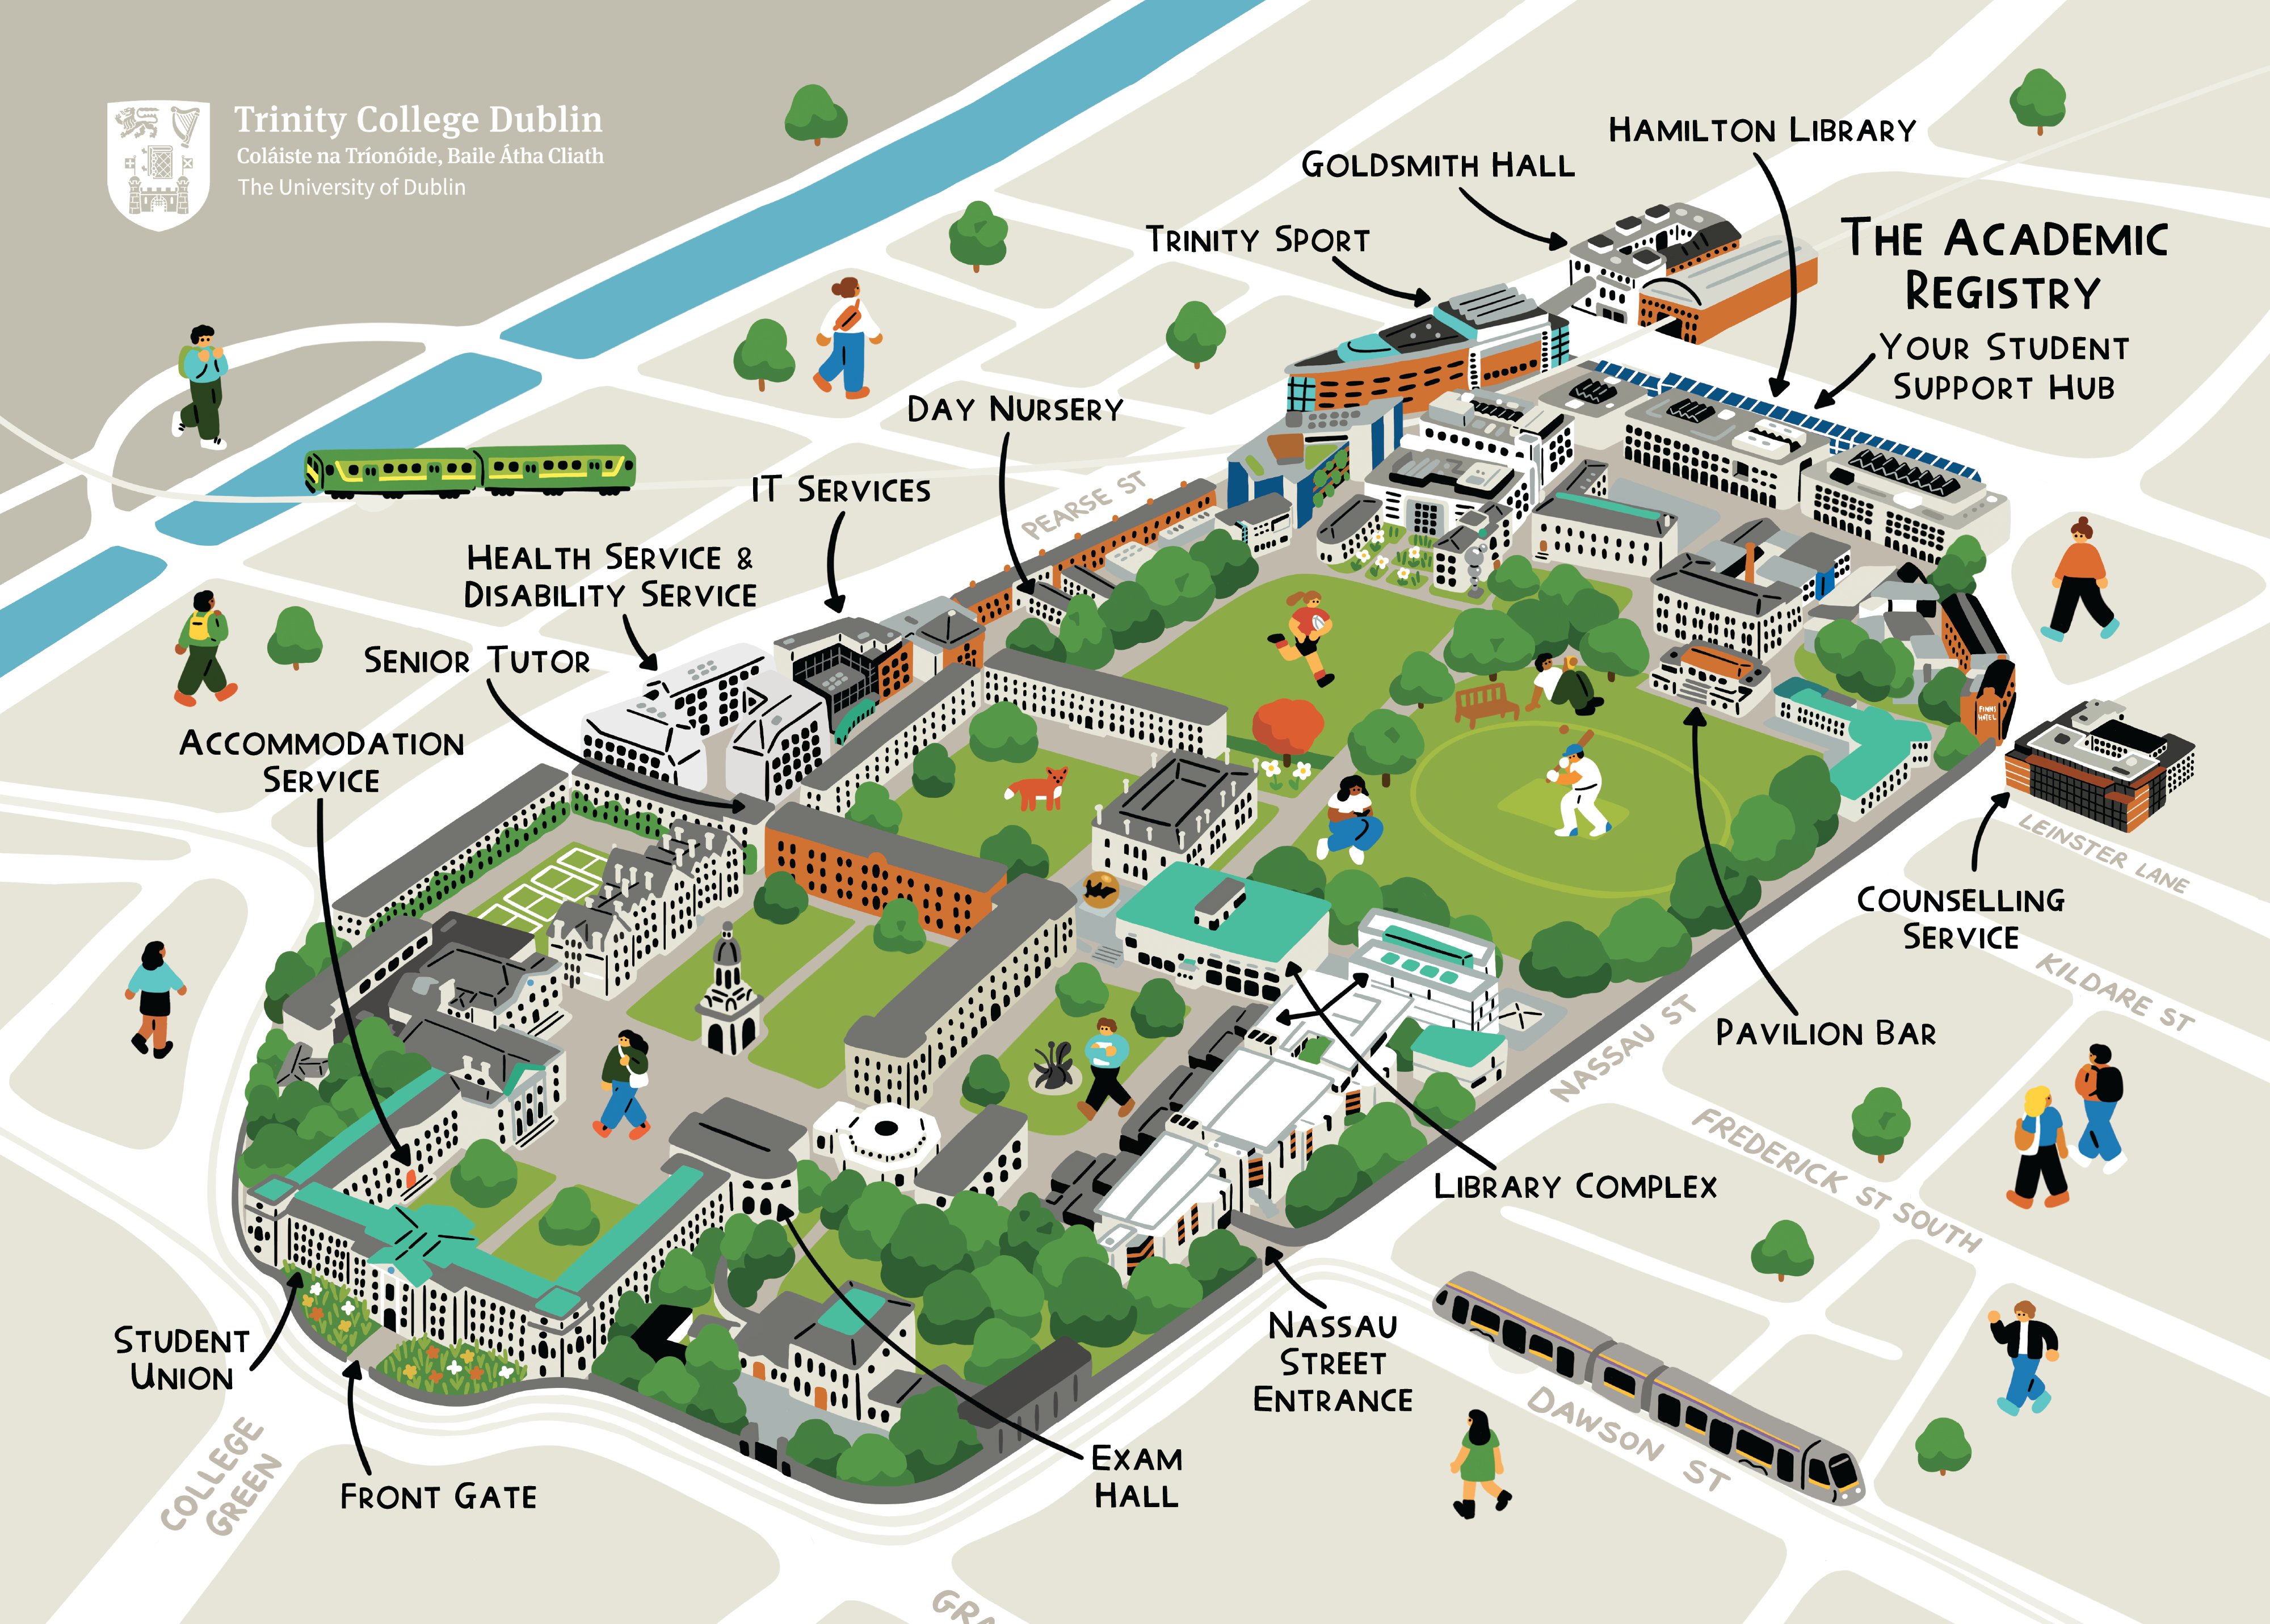 Trinity College Dublin
Coláiste na Tríonóide, Baile Átha Cliath
The University of Dublin
HAMILTON LIBRARY
GOLDSMITH HALL
TRINITY SPORT
THE ACADEMIC
REGISTRY
YOUR STUDENT
SUPPORT HUB
DAY NURSERY
PEARSE ST
IT SERVICES
HEALTH SERVICE &
DISABILITY SERVICE
SENIOR TUTOR
ACCOMMODATION
SERVICE
FINNS
HOTEL
LEINSTER LANE
COUNSELLING
SERVICE
KILDARE ST
PAVILION BAR
NASSAU ST
FREDERICK ST SOUTH
LIBRARY COMPLEX
NASSAU
STREET
ENTRANCE
STUDENT
UNION
DAWSON ST
COLLEGE
GREEN
FRONT GATE
EXAM
HALL